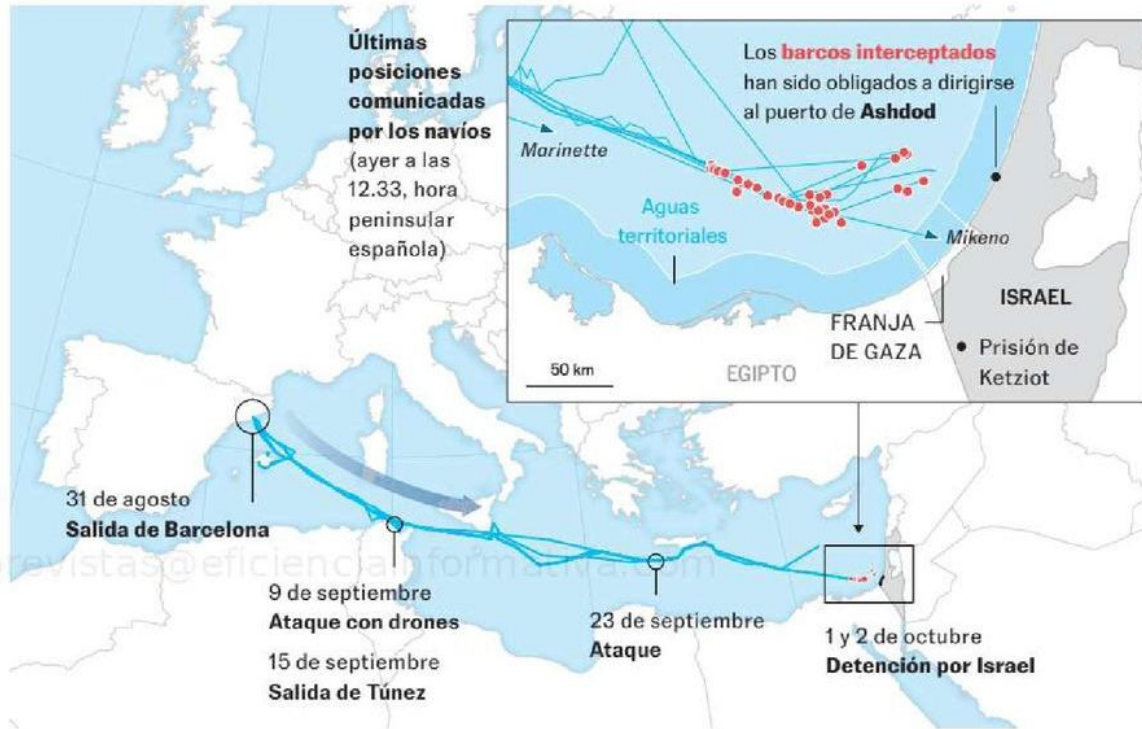 Últimas
posiciones
comunicadas
por los navíos
(ayer a las
12.33, hora
peninsular
española)
Los barcos interceptados
han sido obligados a dirigirse
al puerto de Ashdod
Marinette
Aguas
territoriales
Mikeno
ISRAEL
FRANJA
DE GAZA
Prisión de
Ketziot
50 km
EGIPTO
31 de agosto
Salida de Barcelona
revistas@eficienciainformativa.com
9 de septiembre
Ataque con drones
15 de septiembre
Salida de Túnez
23 de septiembre
Ataque
1 y 2 de octubre
Detención por Israel